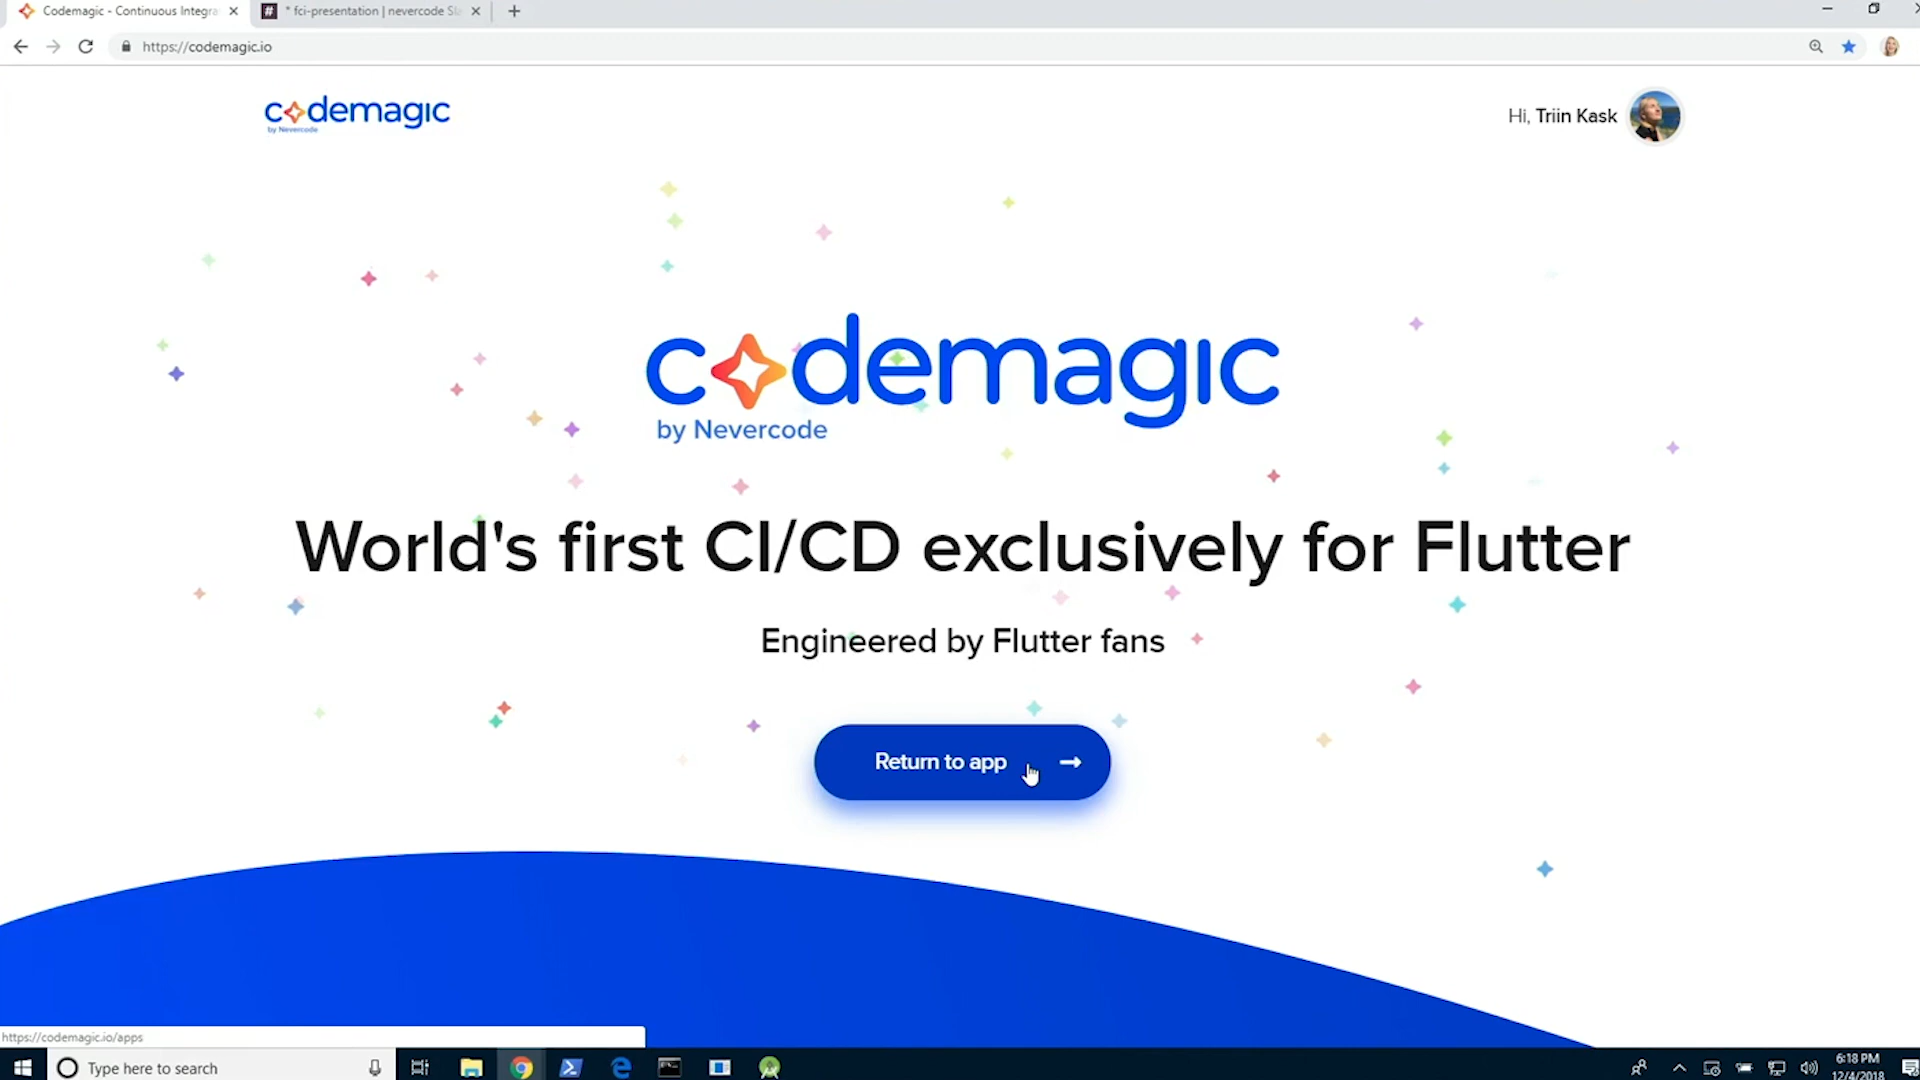 Codemagic - Continuous Integra
* fci-presentation | nevercode Sla
https://codemagic.io
codemagic
by Nevercode
Hi, Triin Kask
codemagic
by Nevercode
World's first CI/CD exclusively for Flutter
Engineered by Flutter fans
Return to app
https://codemagic.io/apps
Type here to search
6:18 PM
12/4/2018